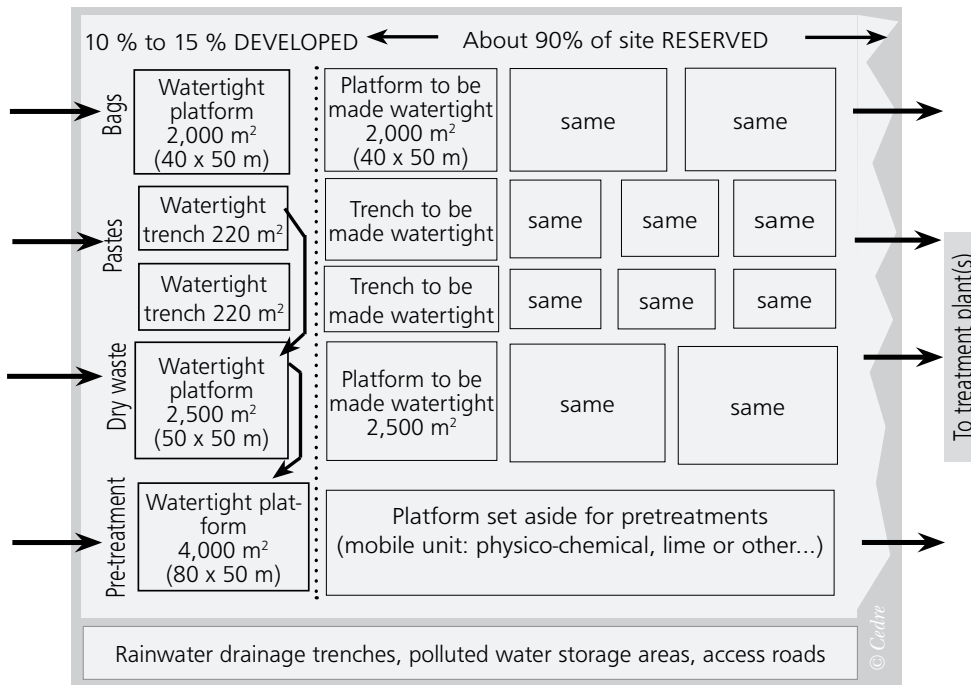 10 % to 15 % DEVELOPED
About 90% of site RESERVED
Bags
Watertight
platform
2,000 m²
(40 x 50 m)
Platform to be
made watertight
2,000 m²
(40 x 50 m)
same
same
Pastes
Watertight
trench 220 m²
Trench to be
made watertight
same
same
same
Watertight
trench 220 m²
Trench to be
made watertight
same
same
same
Dry waste
Watertight
platform
2,500 m²
(50 x 50 m)
Platform to be
made watertight
2,500 m²
same
same
Pre-treatment
Watertight plat-
form
4,000 m²
(80 x 50 m)
Platform set aside for pretreatments
(mobile unit: physico-chemical, lime or other...)
To treatment plant(s)
Rainwater drainage trenches, polluted water storage areas, access roads
© Cedre